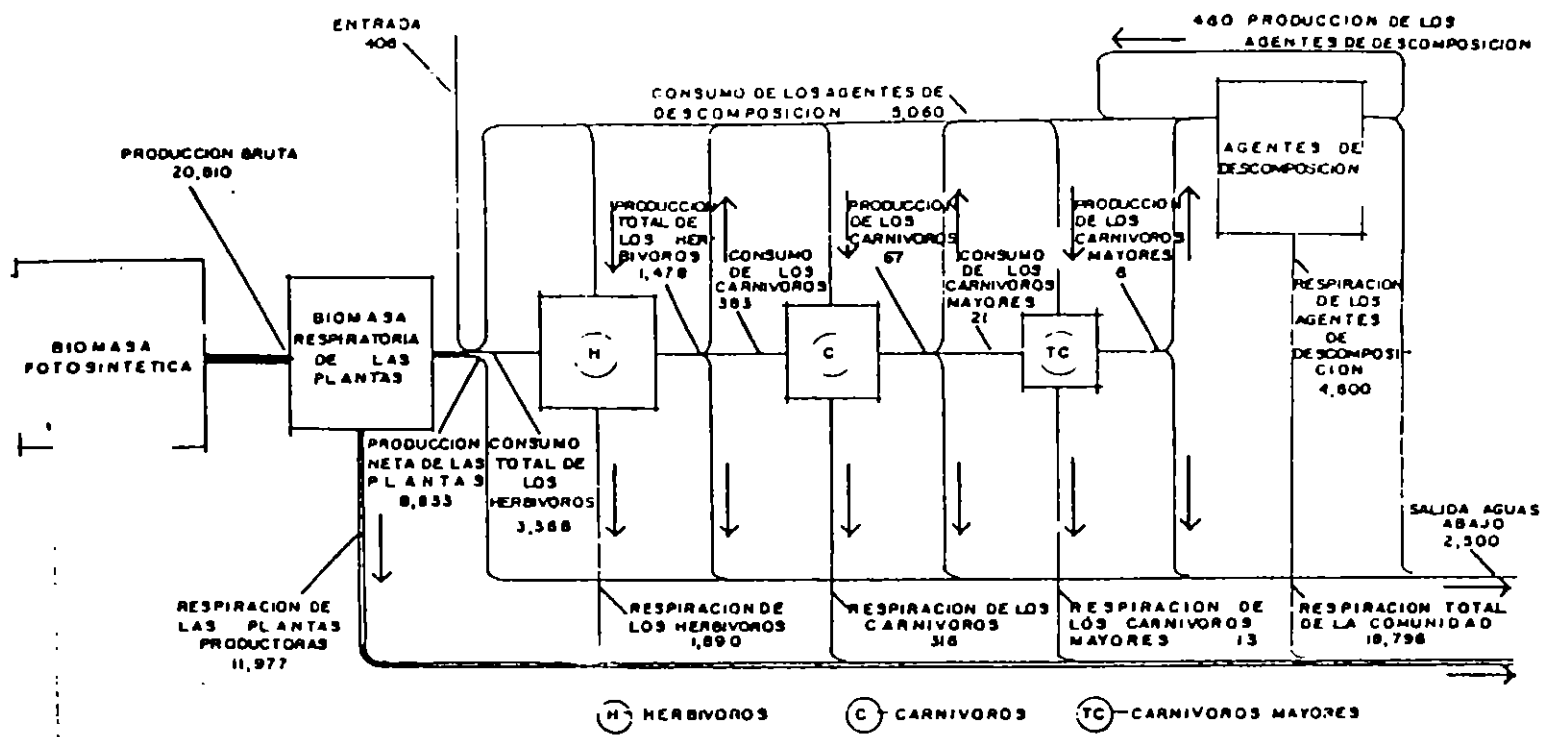 ENTRADA
406
460 PRODUCCION DE LOS
AGENTES DE DESCOMPOSICION
CONSUMO DE LOS AGENTES DE
DESCOMPOSICION 5,060
PRODUCCION BRUTA
20,810
AGENTES DE
DESCOMPOSICION
PRODUCCION
TOTAL DE
LOS HER-
BIVOROS
1,478
CONSUMO
DE LOS
CARNIVOROS
383
PRODUCCION
DE LOS
CARNIVOROS
67
CONSUMO
DE LOS
CARNIVOROS
MAYORES
21
PRODUCCION
DE LOS
CARNIVOROS
MAYORES
6
RESPIRACION
DE LOS
AGENTES
DE
DESCOMPOSI
CION
4,600
BIOMASA
FOTOSINTETICA
BIOMASA
RESPIRATORIA
DE LAS
PLANTAS
H
C
TC
PRODUCCION
NETA DE LAS
PLANTAS
8,833
CONSUMO
TOTAL DE
LOS
HERBIVOROS
3,368
SALIDA AGUAS
ABAJO
2,500
RESPIRACION DE
LAS PLANTAS
PRODUCTORAS
11,977
RESPIRACION DE
LOS HERBIVOROS
1,890
RESPIRACION DE LOS
CARNIVOROS
316
RESPIRACION DE
LOS CARNIVOROS
MAYORES 13
RESPIRACION TOTAL
DE LA COMUNIDAD
18,796
H HERBIVOROS
C CARNIVOROS
TC CARNIVOROS MAYORES